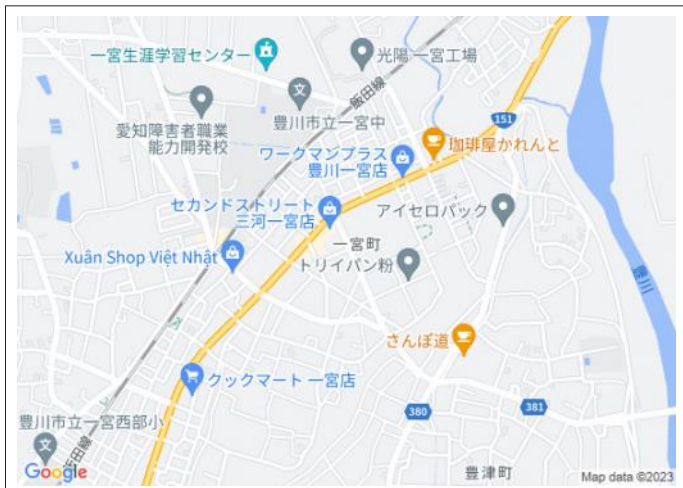 一宮生涯学習センター
光陽 一宮工場
飯田線
豊川市立一宮中
151
愛知障害者職業
能力開発校
珈琲屋かれんと
ワークマンプラス
豊川一宮店
セカンドストリート
三河一宮店
アイセロパック
一宮町
Xuân Shop Việt Nhật
トリイパン粉
豊川
さんぽ道
クックマート 一宮店
380
381
豊川市立一宮西部小
飯田線
豊津町
Google
Map data ©2023